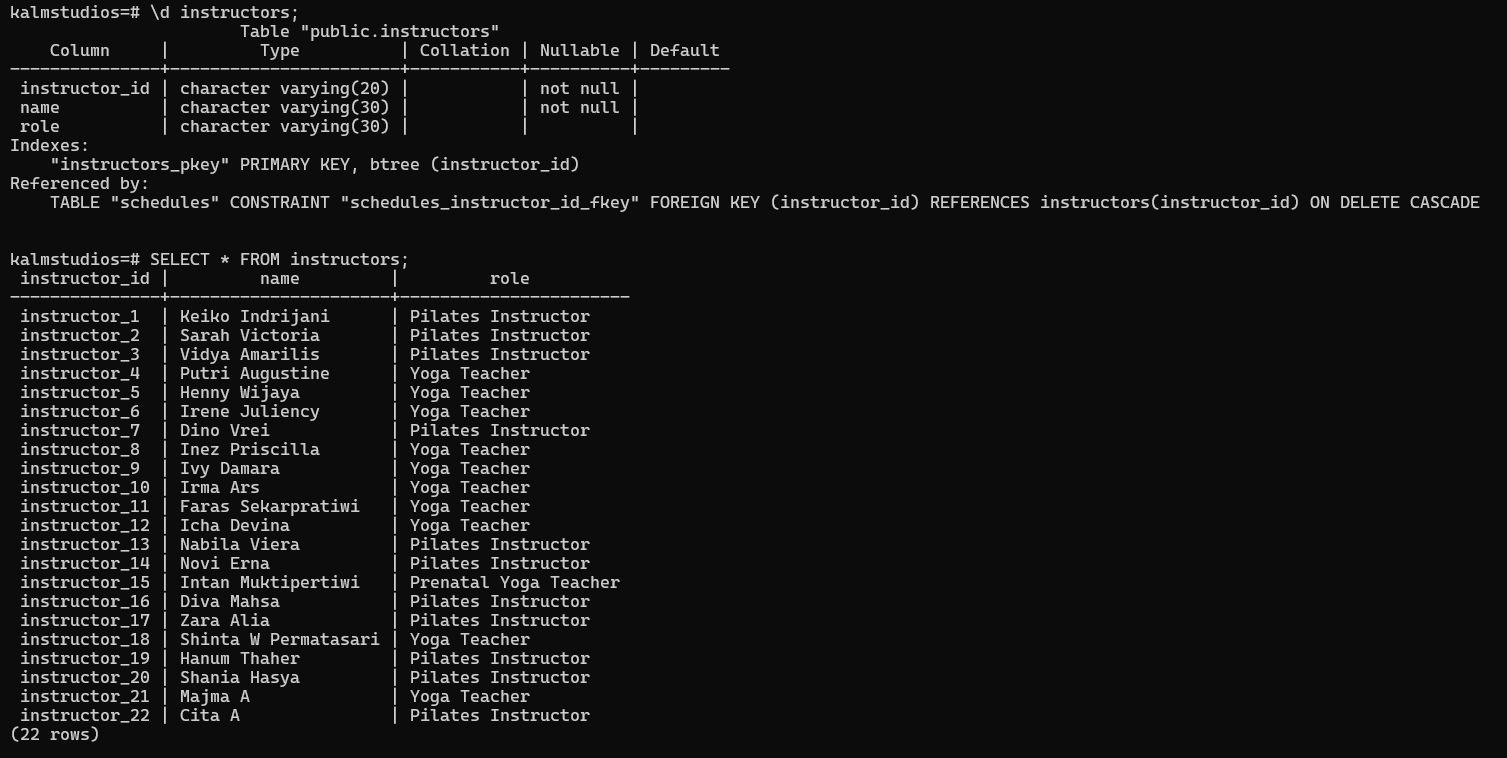 kalmstudios=# \d instructors;
                       Table "public.instructors"
    Column     |         Type          | Collation | Nullable | Default
---------------+-----------------------+-----------+----------+---------
 instructor_id | character varying(20) |           | not null |
 name          | character varying(30) |           | not null |
 role          | character varying(30) |           |          |
Indexes:
    "instructors_pkey" PRIMARY KEY, btree (instructor_id)
Referenced by:
    TABLE "schedules" CONSTRAINT "schedules_instructor_id_fkey" FOREIGN KEY (instructor_id) REFERENCES instructors(instructor_id) ON DELETE CASCADE
kalmstudios=# SELECT * FROM instructors;
 instructor_id |         name         |         role
---------------+----------------------+-----------------------
 instructor_1  | Keiko Indrijani      | Pilates Instructor
 instructor_2  | Sarah Victoria       | Pilates Instructor
 instructor_3  | Vidya Amarilis       | Pilates Instructor
 instructor_4  | Putri Augustine      | Yoga Teacher
 instructor_5  | Henny Wijaya         | Yoga Teacher
 instructor_6  | Irene Juliency       | Yoga Teacher
 instructor_7  | Dino Vrei            | Pilates Instructor
 instructor_8  | Inez Priscilla       | Yoga Teacher
 instructor_9  | Ivy Damara           | Yoga Teacher
 instructor_10 | Irma Ars             | Yoga Teacher
 instructor_11 | Faras Sekarpratiwi   | Yoga Teacher
 instructor_12 | Icha Devina          | Yoga Teacher
 instructor_13 | Nabila Viera         | Pilates Instructor
 instructor_14 | Novi Erna            | Pilates Instructor
 instructor_15 | Intan Muktipertiwi   | Prenatal Yoga Teacher
 instructor_16 | Diva Mahsa           | Pilates Instructor
 instructor_17 | Zara Alia            | Pilates Instructor
 instructor_18 | Shinta W Permatasari | Yoga Teacher
 instructor_19 | Hanum Thaher         | Pilates Instructor
 instructor_20 | Shania Hasya         | Pilates Instructor
 instructor_21 | Majma A              | Yoga Teacher
 instructor_22 | Cita A               | Pilates Instructor
(22 rows)